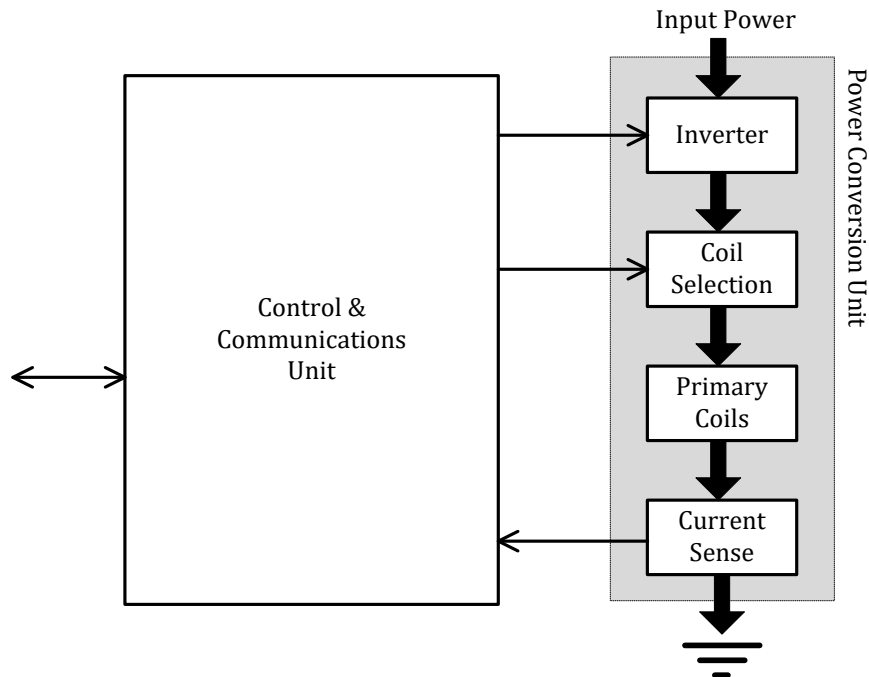 Input Power
Inverter
Coil
Selection
Control &
Communications
Unit
Primary
Coils
Current
Sense
Power Conversion Unit